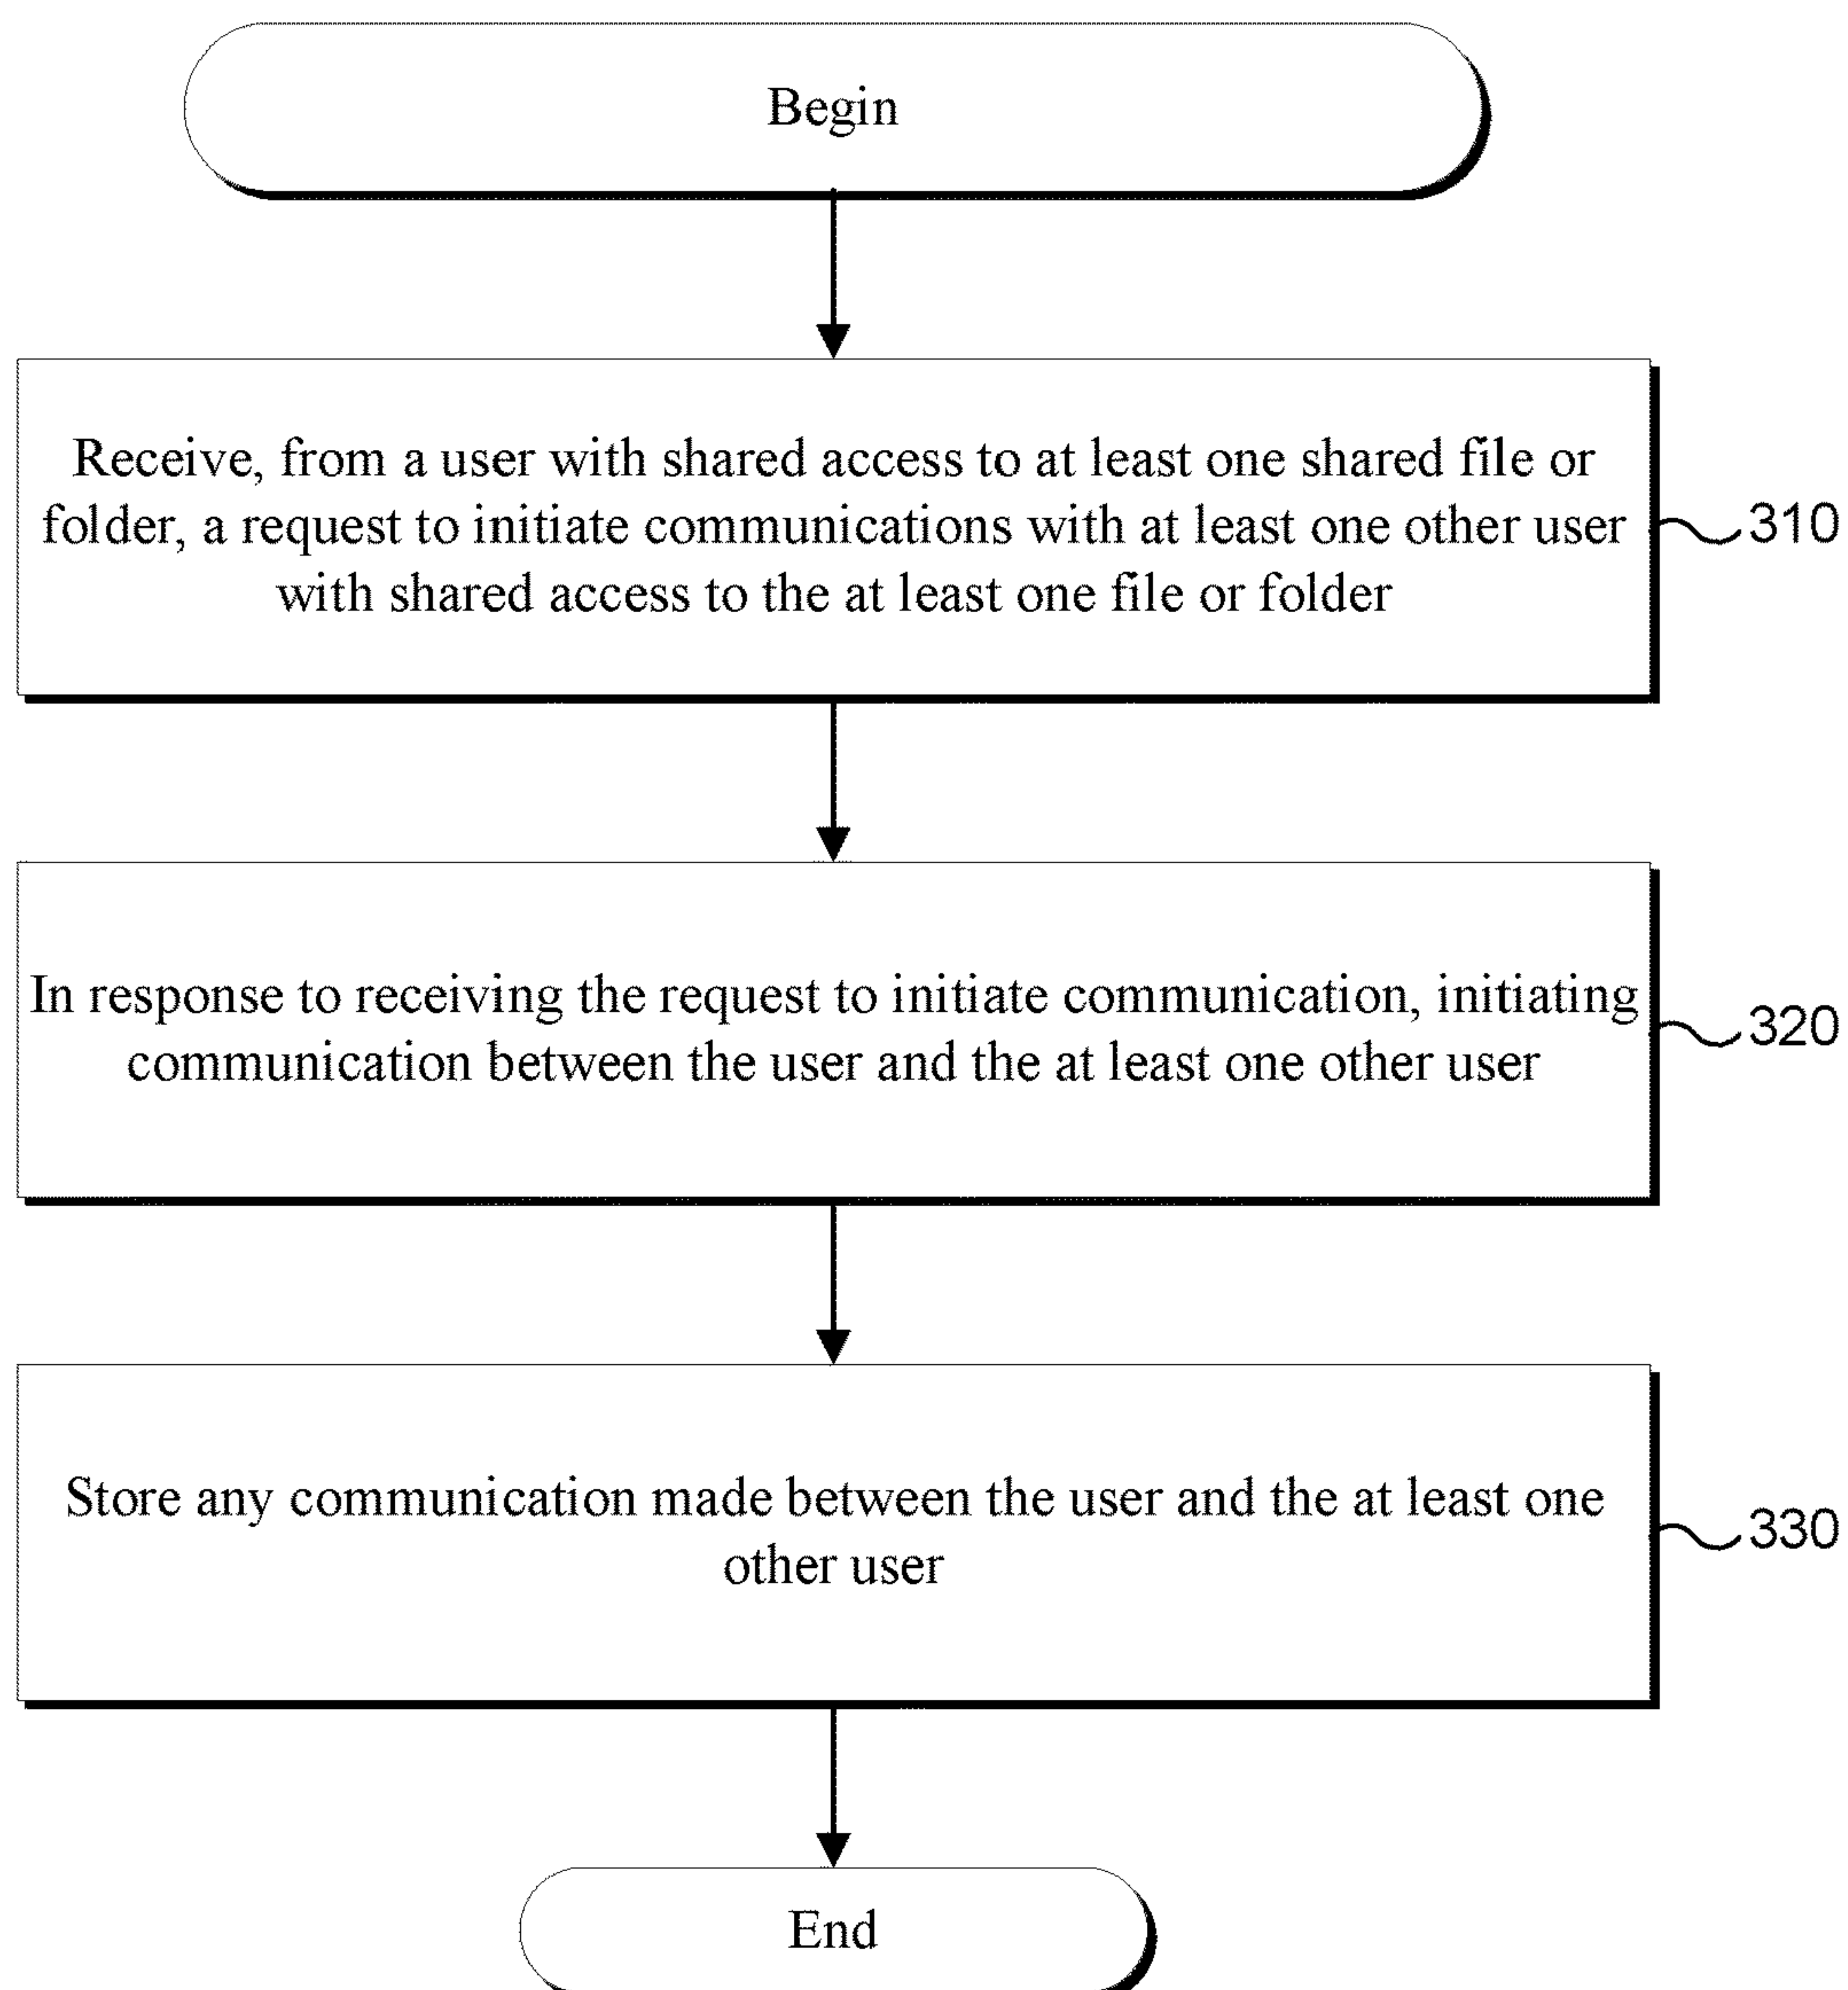 Begin
Receive, from a user with shared access to at least one shared file or
folder, a request to initiate communications with at least one other user
with shared access to the at least one file or folder
310
In response to receiving the request to initiate communication, initiating
communication between the user and the at least one other user
320
Store any communication made between the user and the at least one
other user
330
End